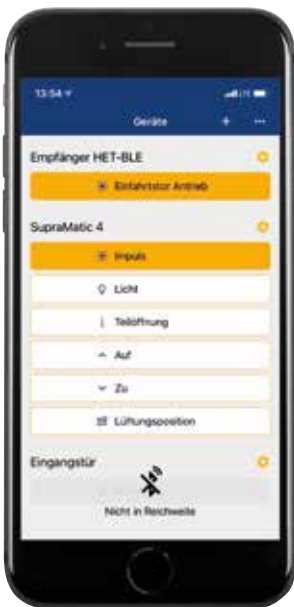 13:54
LTE
Geräte
+ ...
Empfänger HET-BLE
Einfahrtstor Antrieb
SupraMatic 4
Impuls
Licht
Teilöffnung
Auf
Zu
Lüftungsposition
Eingangstür
Nicht in Reichweite